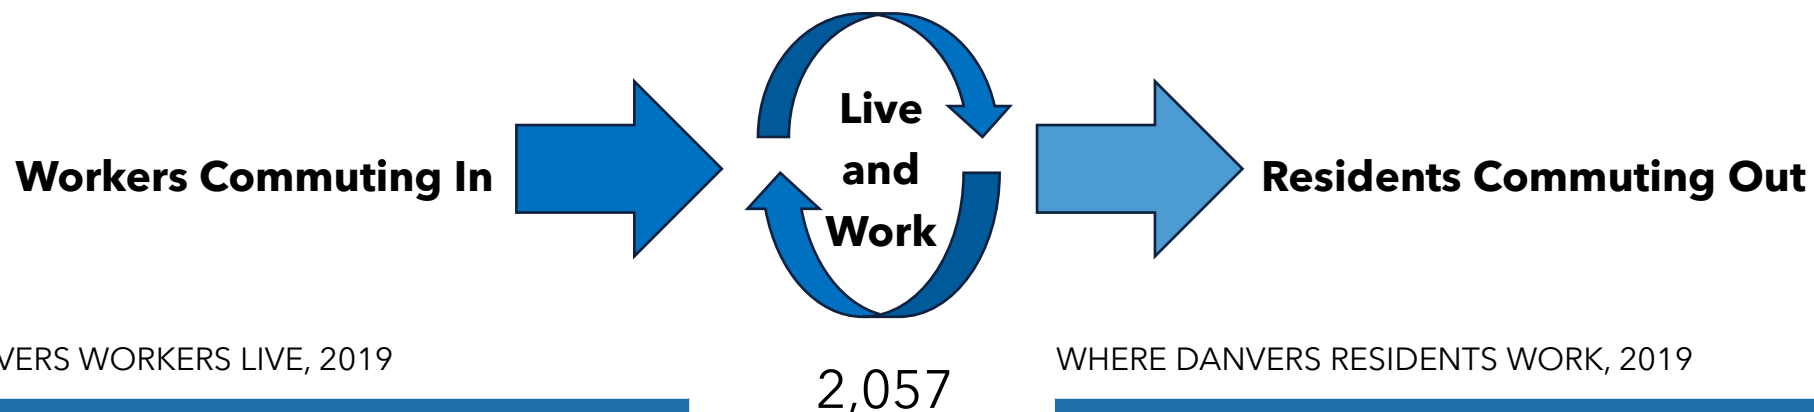 Workers Commuting In
Live
and
Work
Residents Commuting Out
VERS WORKERS LIVE, 2019
2,057
WHERE DANVERS RESIDENTS WORK, 2019